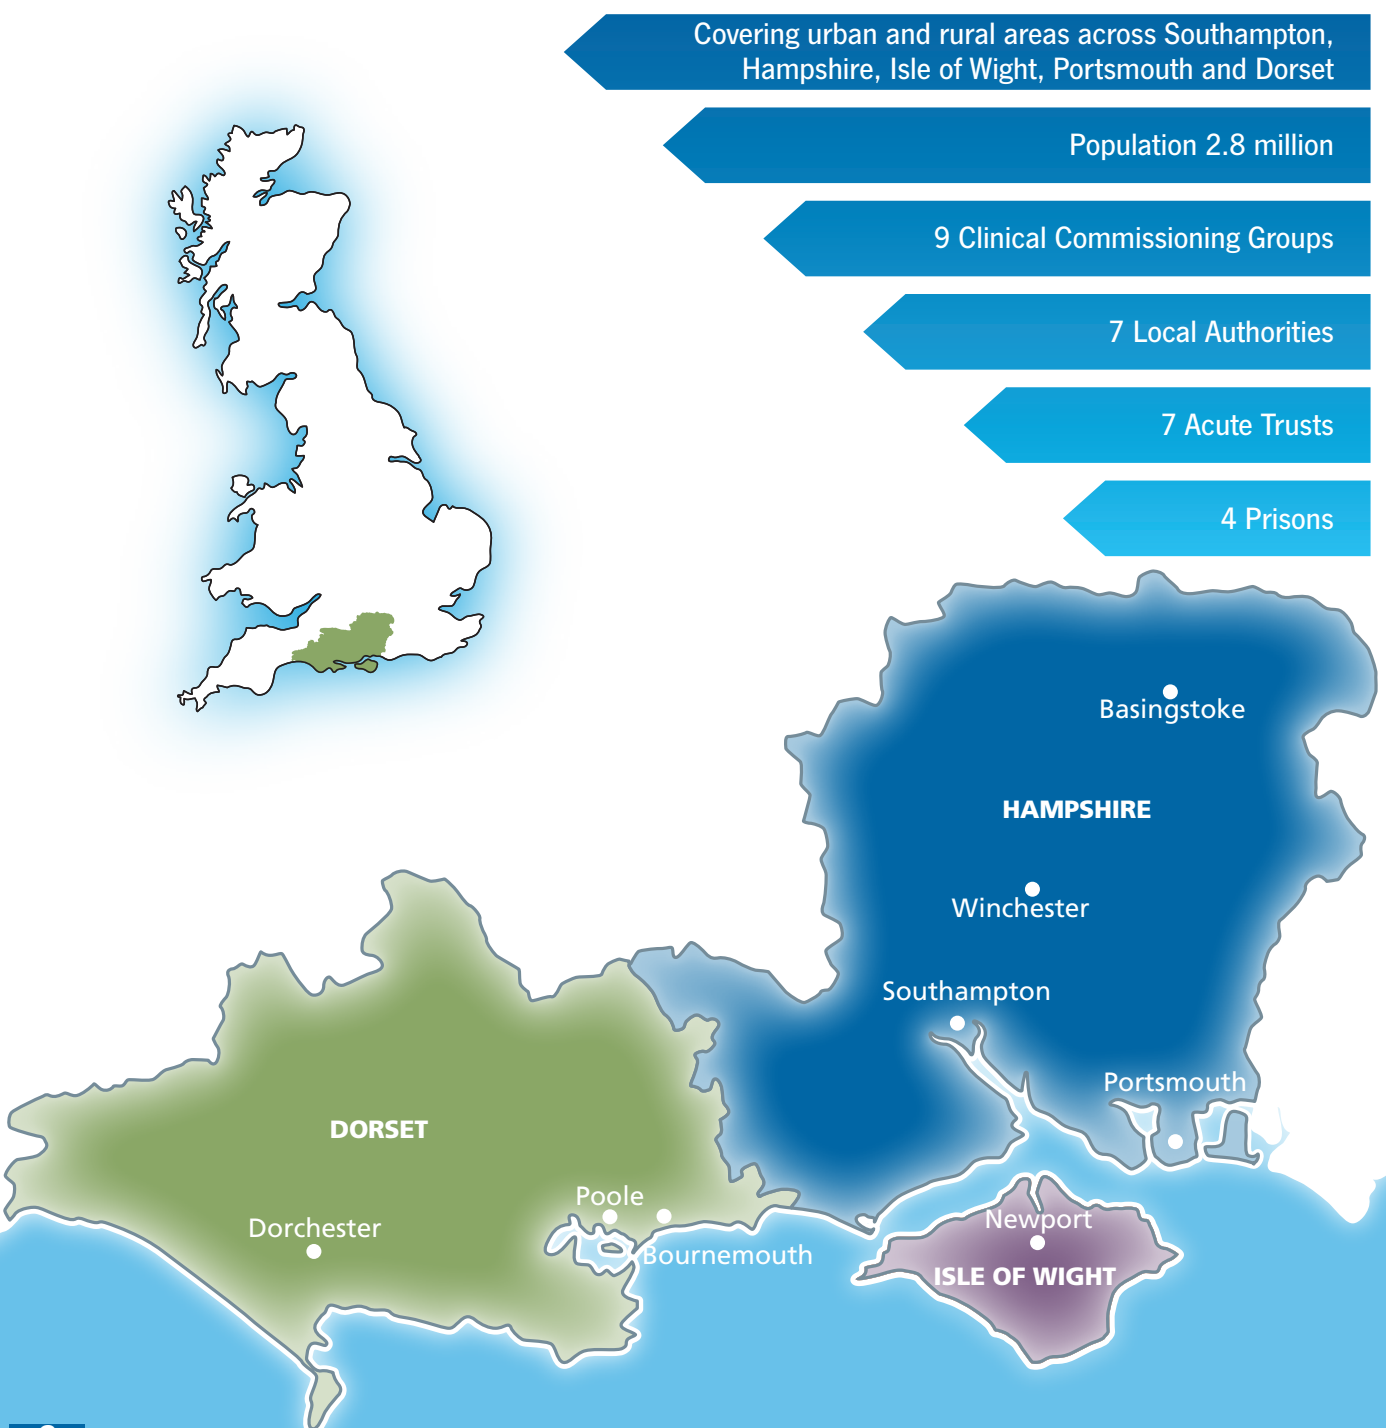 Covering urban and rural areas across Southampton,
Hampshire, Isle of Wight, Portsmouth and Dorset
Population 2.8 million
9 Clinical Commissioning Groups
7 Local Authorities
7 Acute Trusts
4 Prisons
Basingstoke
HAMPSHIRE
Winchester
Southampton
Portsmouth
DORSET
Poole
Dorchester
Bournemouth
Newport
ISLE OF WIGHT